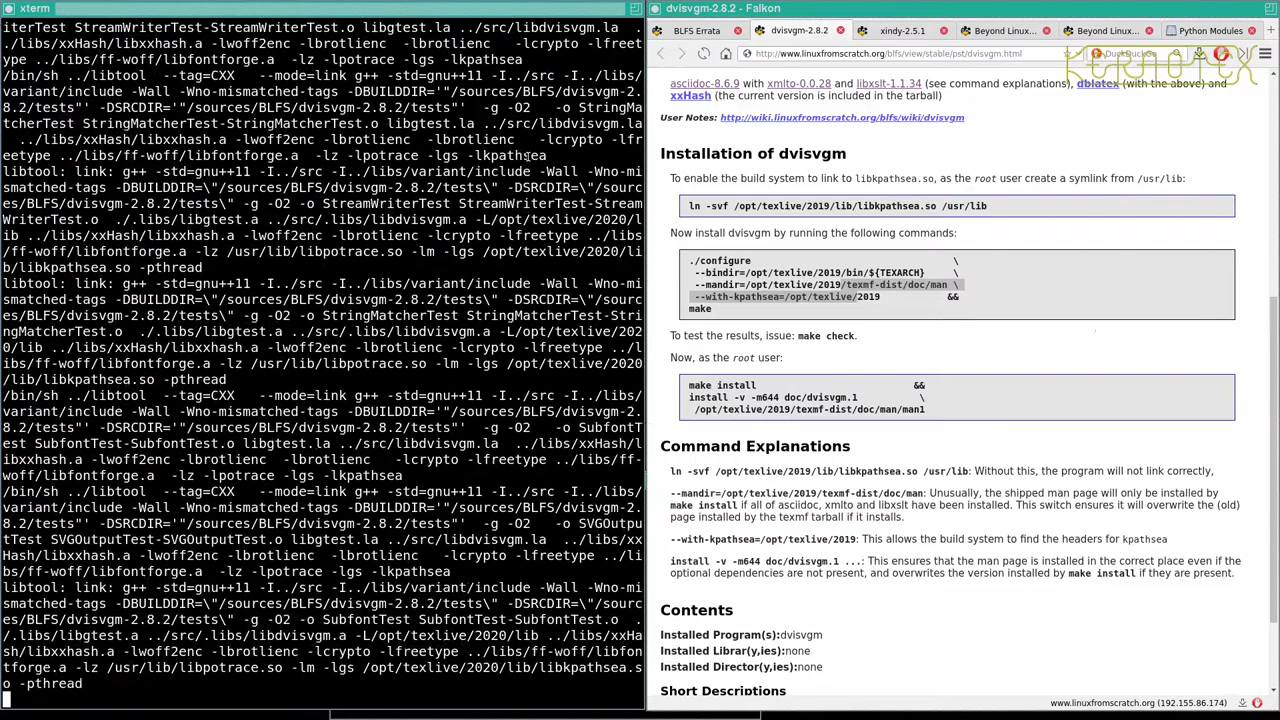 xterm
iterTest StreamWriterTest-StreamWriterTest.o libgtest.la ../src/libdvisvgm.la .
./libs/xxHash/libxxhash.a -lwoff2enc -lbrotlienc -lbrotlienc -lcrypto -lfreet
ype ../libs/ff-woff/libfontforge.a -lz -lpotrace -lgs -lkpathsea
/bin/sh ../libtool --tag=CXX --mode=link g++ -std=gnu++11 -I../src -I../libs/
variant/include -Wall -Wno-mismatched-tags -DBUILDDIR='"/sources/BLFS/dvisvgm-2.
8.2/tests"' -DSRCDIR='"/sources/BLFS/dvisvgm-2.8.2/tests"' -g -O2 -o StringMa
tcherTest StringMatcherTest-StringMatcherTest.o libgtest.la ../src/libdvisvgm.la
../libs/xxHash/libxxhash.a -lwoff2enc -lbrotlienc -lbrotlienc -lcrypto -lfr
eetype ../libs/ff-woff/libfontforge.a -lz -lpotrace -lgs -lkpathsea
libtool: link: g++ -std=gnu++11 -I../src -I../libs/variant/include -Wall -Wno-mi
smatched-tags -DBUILDDIR=\"/sources/BLFS/dvisvgm-2.8.2/tests\" -DSRCDIR=\"/sourc
es/BLFS/dvisvgm-2.8.2/tests\" -g -O2 -o StreamWriterTest StreamWriterTest-Stream
WriterTest.o ./.libs/libgtest.a ../src/.libs/libdvisvgm.a -L/opt/texlive/2020/l
ib ../libs/xxHash/libxxhash.a -lwoff2enc -lbrotlienc -lcrypto -lfreetype ../libs
/ff-woff/libfontforge.a -lz /usr/lib/libpotrace.so -lm -lgs /opt/texlive/2020/li
b/libkpathsea.so -pthread
libtool: link: g++ -std=gnu++11 -I../src -I../libs/variant/include -Wall -Wno-mi
smatched-tags -DBUILDDIR=\"/sources/BLFS/dvisvgm-2.8.2/tests\" -DSRCDIR=\"/sourc
es/BLFS/dvisvgm-2.8.2/tests\" -g -O2 -o StringMatcherTest StringMatcherTest-Stri
ngMatcherTest.o ./.libs/libgtest.a ../src/.libs/libdvisvgm.a -L/opt/texlive/202
0/lib ../libs/xxHash/libxxhash.a -lwoff2enc -lbrotlienc -lcrypto -lfreetype ../l
ibs/ff-woff/libfontforge.a -lz /usr/lib/libpotrace.so -lm -lgs /opt/texlive/2020
/lib/libkpathsea.so -pthread
/bin/sh ../libtool --tag=CXX --mode=link g++ -std=gnu++11 -I../src -I../libs/
variant/include -Wall -Wno-mismatched-tags -DBUILDDIR='"/sources/BLFS/dvisvgm-2.
8.2/tests"' -DSRCDIR='"/sources/BLFS/dvisvgm-2.8.2/tests"' -g -O2 -o SubfontT
est SubfontTest-SubfontTest.o libgtest.la ../src/libdvisvgm.la ../libs/xxHash/l
ibxxhash.a -lwoff2enc -lbrotlienc -lbrotlienc -lcrypto -lfreetype ../libs/ff-
woff/libfontforge.a -lz -lpotrace -lgs -lkpathsea
/bin/sh ../libtool --tag=CXX --mode=link g++ -std=gnu++11 -I../src -I../libs/
variant/include -Wall -Wno-mismatched-tags -DBUILDDIR='"/sources/BLFS/dvisvgm-2.
8.2/tests"' -DSRCDIR='"/sources/BLFS/dvisvgm-2.8.2/tests"' -g -O2 -o SVGOutpu
tTest SVGOutputTest-SVGOutputTest.o libgtest.la ../src/libdvisvgm.la ../libs/xx
Hash/libxxhash.a -lwoff2enc -lbrotlienc -lbrotlienc -lcrypto -lfreetype ../li
bs/ff-woff/libfontforge.a -lz -lpotrace -lgs -lkpathsea
libtool: link: g++ -std=gnu++11 -I../src -I../libs/variant/include -Wall -Wno-mi
smatched-tags -DBUILDDIR=\"/sources/BLFS/dvisvgm-2.8.2/tests\" -DSRCDIR=\"/sourc
es/BLFS/dvisvgm-2.8.2/tests\" -g -O2 -o SubfontTest SubfontTest-SubfontTest.o .
/.libs/libgtest.a ../src/.libs/libdvisvgm.a -L/opt/texlive/2020/lib ../libs/xxHa
sh/libxxhash.a -lwoff2enc -lbrotlienc -lcrypto -lfreetype ../libs/ff-woff/libfon
tforge.a -lz /usr/lib/libpotrace.so -lm -lgs /opt/texlive/2020/lib/libkpathsea.s
o -pthread
dvisvgm-2.8.2 - Falkon
BLFS Errata
dvisvgm-2.8.2
xindy-2.5.1
Beyond Linux...
Beyond Linux...
Python Modules
http://www.linuxfromscratch.org/blfs/view/stable/pst/dvisvgm.html
DuckDuckGo
KERNOTEX
asciidoc-8.6.9 with xmlto-0.0.28 and libxslt-1.1.34 (see command explanations), dblatex (with the above) and
xxHash (the current version is included in the tarball)
User Notes: http://wiki.linuxfromscratch.org/blfs/wiki/dvisvgm
Installation of dvisvgm
To enable the build system to link to libkpathsea.so, as the root user create a symlink from /usr/lib:
ln -svf /opt/texlive/2019/lib/libkpathsea.so /usr/lib
Now install dvisvgm by running the following commands:
./configure \
--bindir=/opt/texlive/2019/bin/${TEXARCH} \
--mandir=/opt/texlive/2019/texmf-dist/doc/man \
--with-kpathsea=/opt/texlive/2019 &&
make
To test the results, issue: make check.
Now, as the root user:
make install &&
install -v -m644 doc/dvisvgm.1 \
/opt/texlive/2019/texmf-dist/doc/man/man1
Command Explanations
ln -svf /opt/texlive/2019/lib/libkpathsea.so /usr/lib: Without this, the program will not link correctly,
--mandir=/opt/texlive/2019/texmf-dist/doc/man: Unusually, the shipped man page will only be installed by
make install if all of asciidoc, xmlto and libxslt have been installed. This switch ensures it will overwrite the (old)
page installed by the texmf tarball if it installs.
--with-kpathsea=/opt/texlive/2019: This allows the build system to find the headers for kpathsea
install -v -m644 doc/dvisvgm.1 ...: This ensures that the man page is installed in the correct place even if the
optional dependencies are not present, and overwrites the version installed by make install if they are present.
Contents
Installed Program(s):dvisvgm
Installed Librar(y,ies):none
Installed Director(y,ies):none
Short Descriptions
www.linuxfromscratch.org (192.155.86.174)